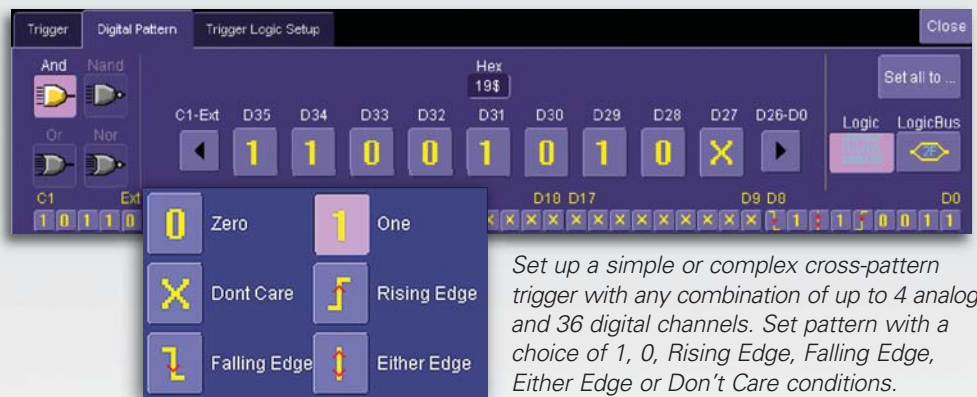 Trigger Digital Pattern Trigger Logic Setup Close
And Nand Hex Set all to ...
19$
C1-Ext D35 D34 D33 D32 D31 D30 D29 D28 D27 D26-D0 Logic LogicBus
1 1 0 0 1 0 1 0 X
Or Nor
C1 Ext D18 D17 D9 D8 D0
1 0 1 1 0 X X X X X X X X X X X X X 1 1 0 0 1 1
0 Zero 1 One
X Dont Care Rising Edge
Falling Edge Either Edge
Set up a simple or complex cross-pattern
trigger with any combination of up to 4 analog
and 36 digital channels. Set pattern with a
choice of 1, 0, Rising Edge, Falling Edge,
Either Edge or Don't Care conditions.